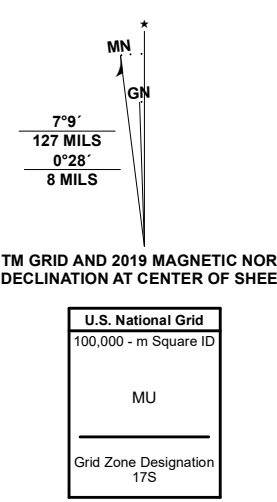 ★
MN
GN
7°9´
127 MILS
0°28´
8 MILS
TM GRID AND 2019 MAGNETIC NOR
DECLINATION AT CENTER OF SHEE
U.S. National Grid
100,000 - m Square ID
MU
Grid Zone Designation
17S